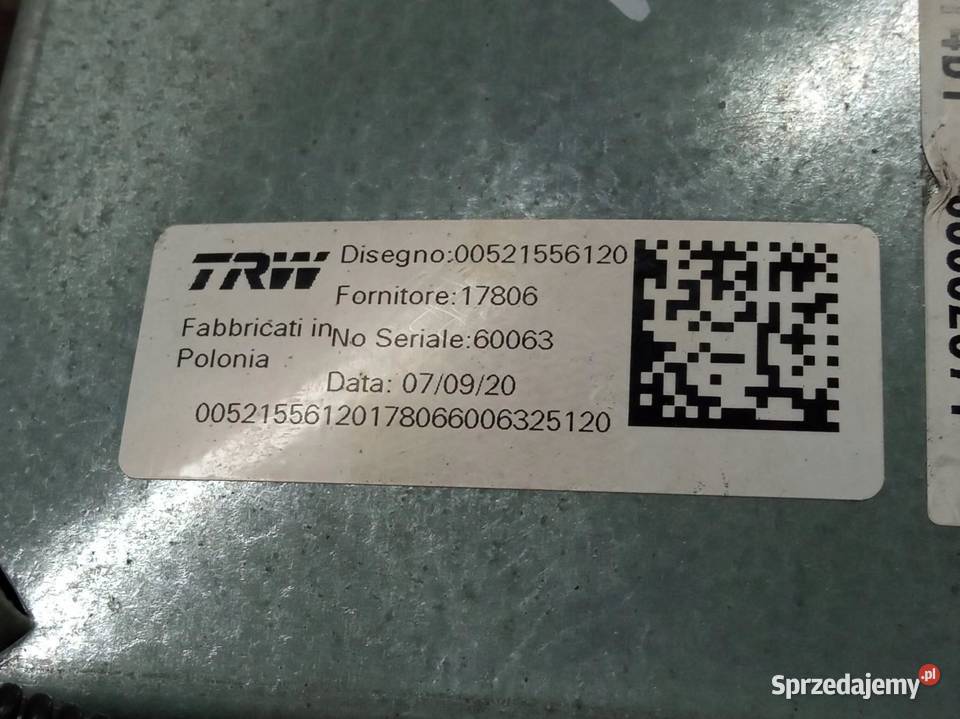 TRW
Disegno:00521556120
Fornitore:17806
Fabbricati in
Polonia
No Seriale:60063
Data: 07/09/20
00521556120178066006325120
Sprzedajemy.pl